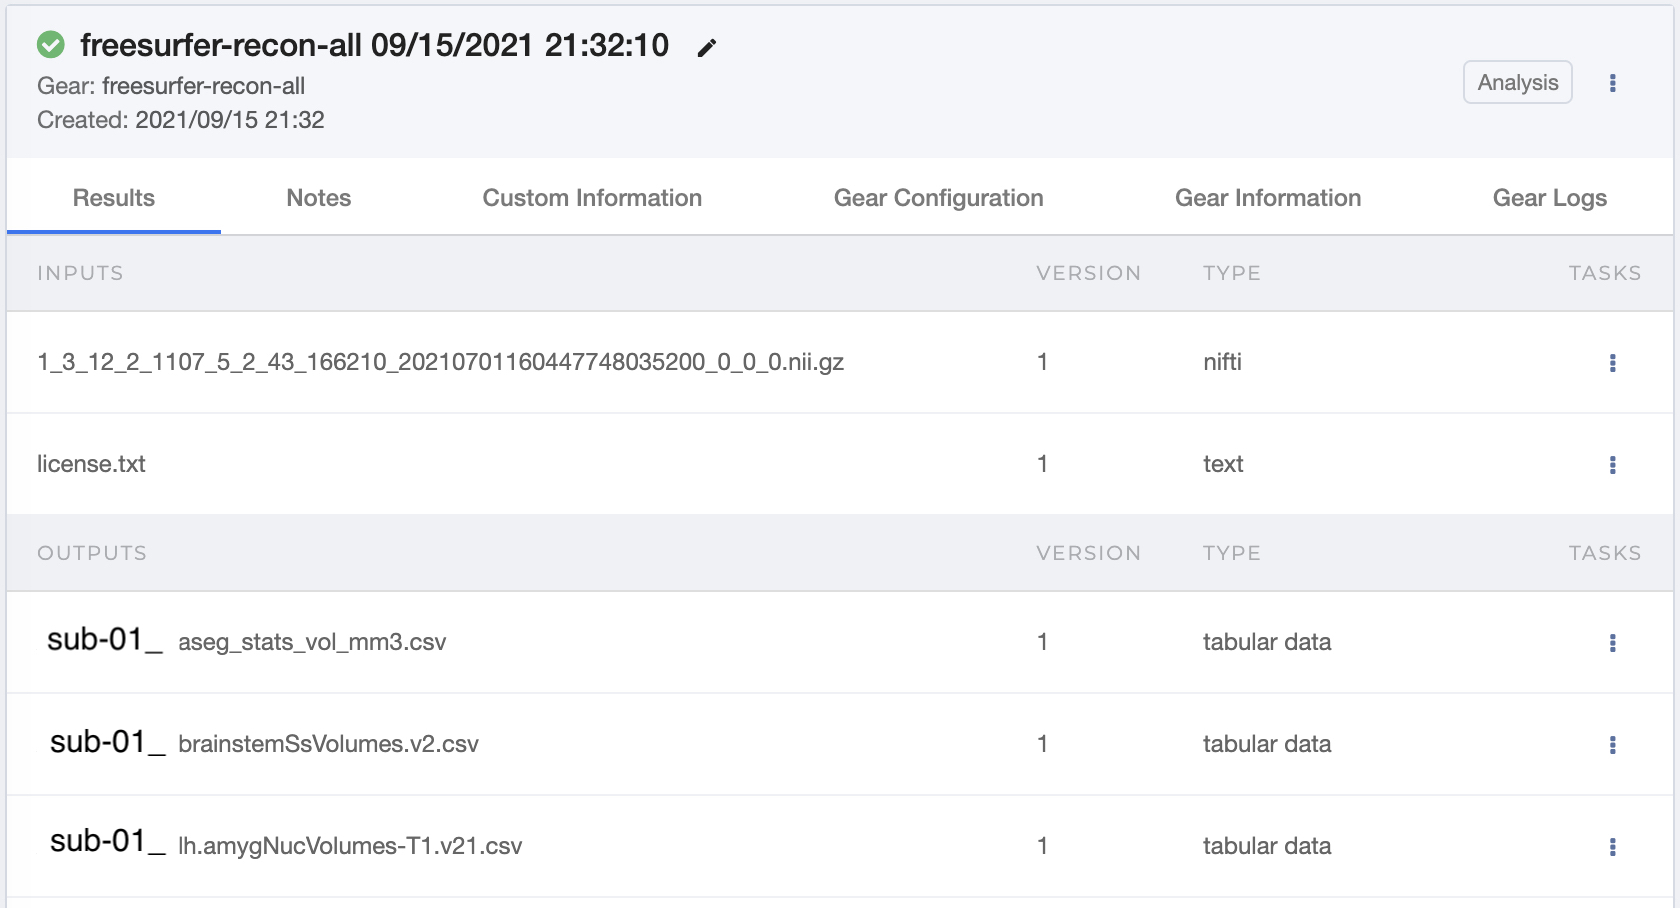 freesurfer-recon-all 09/15/2021 21:32:10
Gear: freesurfer-recon-all
Created: 2021/09/15 21:32
Analysis
Results Notes Custom Information Gear Configuration Gear Information Gear Logs
INPUTS VERSION TYPE TASKS
1_3_12_2_1107_5_2_43_166210_20210701160447748035200_0_0_0.nii.gz 1 nifti
license.txt 1 text
OUTPUTS VERSION TYPE TASKS
sub-01_ aseg_stats_vol_mm3.csv 1 tabular data
sub-01_ brainstemSsVolumes.v2.csv 1 tabular data
sub-01_ lh.amygNucVolumes-T1.v21.csv 1 tabular data